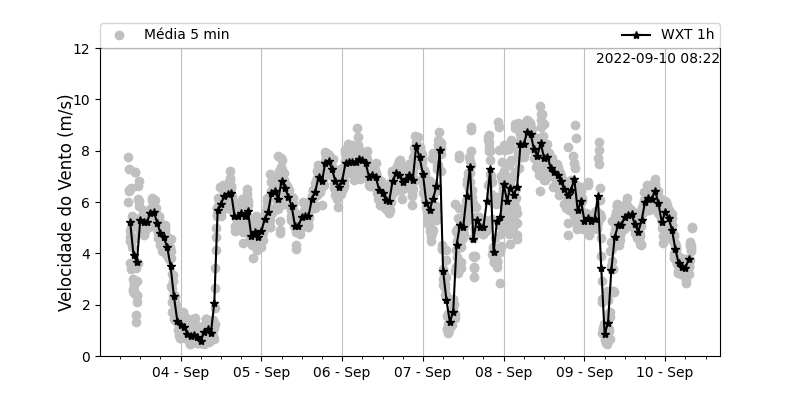 Média 5 min
WXT 1h
2022-09-10 08:22
Velocidade do Vento (m/s)
12
10
8
6
4
2
0
04 - Sep 05 - Sep 06 - Sep 07 - Sep 08 - Sep 09 - Sep 10 - Sep